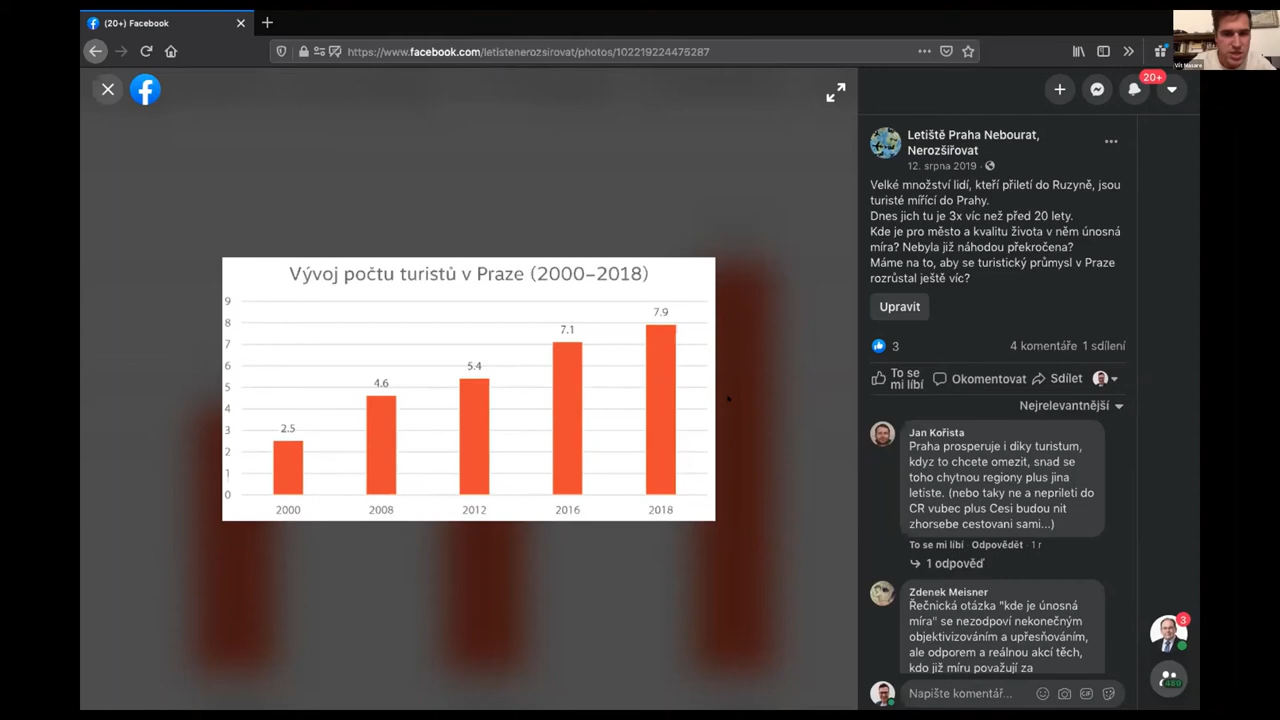 (20+) Facebook
https://www.facebook.com/letistenerozsirovat/photos/102219224475287
Vít Masare
20+
Vývoj počtu turistů v Praze (2000–2018)
9
8
7
6
5
4
3
2
1
0
2.5
4.6
5.4
7.1
7.9
2000
2008
2012
2016
2018
Letiště Praha Nebourat,
Nerozšiřovat
12. srpna 2019
Velké množství lidí, kteří přiletí do Ruzyně, jsou
turisté mířící do Prahy.
Dnes jich tu je 3x víc než před 20 lety.
Kde je pro město a kvalitu života v něm únosná
míra? Nebyla již náhodou překročena?
Máme na to, aby se turistický průmysl v Praze
rozrůstal ještě víc?
Upravit
3
4 komentáře 1 sdílení
To se
mi líbí
Okomentovat
Sdílet
Nejrelevantnější
Jan Kořista
Praha prosperuje i diky turistum,
kdyz to chcete omezit, snad se
toho chytnou regiony plus jina
letiste. (nebo taky ne a neprileti do
CR vubec plus Cesi budou nit
zhorsebe cestovani sami...)
To se mi líbí Odpovědět · 1 r
1 odpověď
Zdenek Meisner
Řečnická otázka "kde je únosná
míra" se nezodpoví nekonečným
objektivizováním a upřesňováním,
ale odporem a reálnou akcí těch,
kdo již míru považují za
3
489
Napište komentář...
GIF